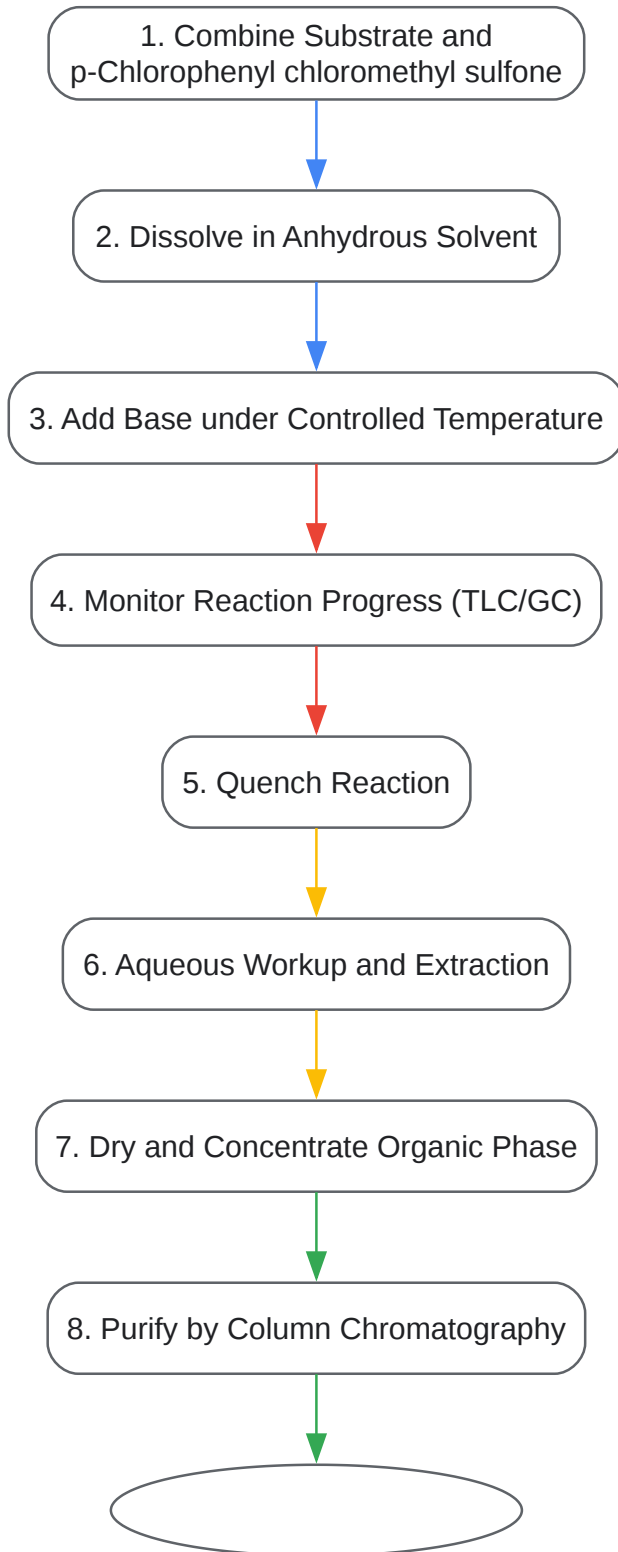 1. Combine Substrate and
p-Chlorophenyl chloromethyl sulfone
2. Dissolve in Anhydrous Solvent
3. Add Base under Controlled Temperature
4. Monitor Reaction Progress (TLC/GC)
5. Quench Reaction
6. Aqueous Workup and Extraction
7. Dry and Concentrate Organic Phase
8. Purify by Column Chromatography